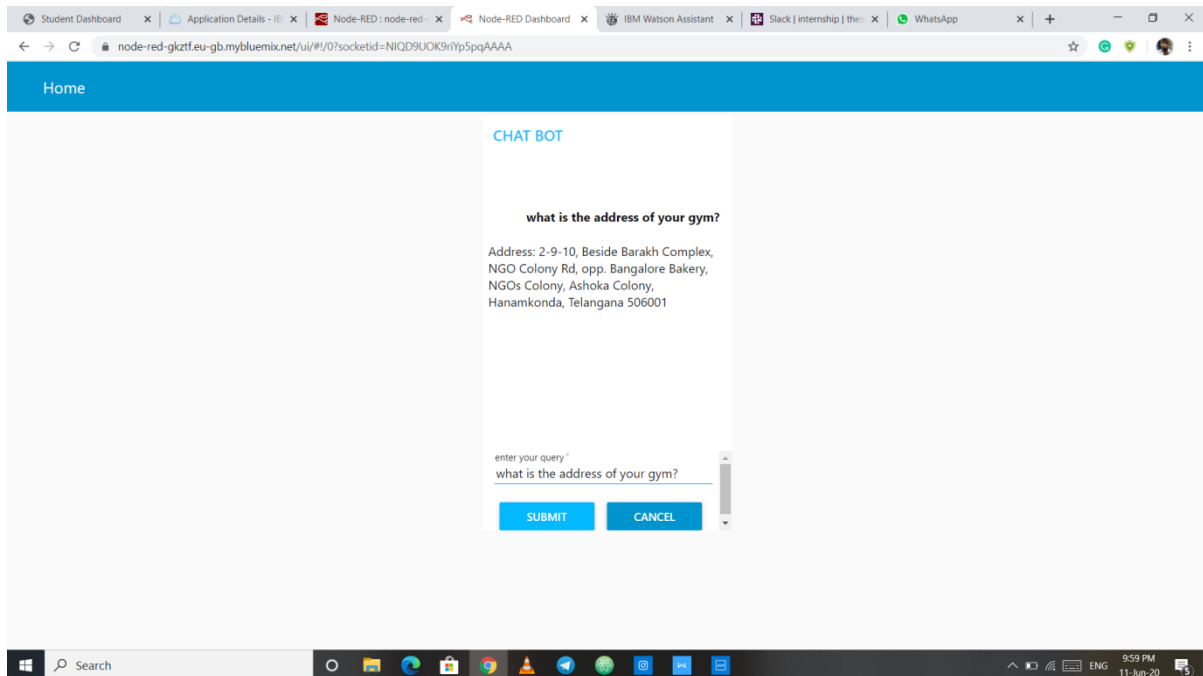 Student Dashboard
Application Details - IB
Node-RED : node-red-
Node-RED Dashboard
IBM Watson Assistant
Slack | internship | the
WhatsApp
node-red-gkztf.eu-gb.mybluemix.net/ui/#!/0?socketid=NIQD9UOK9riYp5pqAAAA
Home
CHAT BOT
what is the address of your gym?
Address: 2-9-10, Beside Barakh Complex,
NGO Colony Rd, opp. Bangalore Bakery,
NGOs Colony, Ashoka Colony,
Hanamkonda, Telangana 506001
enter your query *
what is the address of your gym?
SUBMIT CANCEL
Search
ENG
9:59 PM
11-Jun-20
5